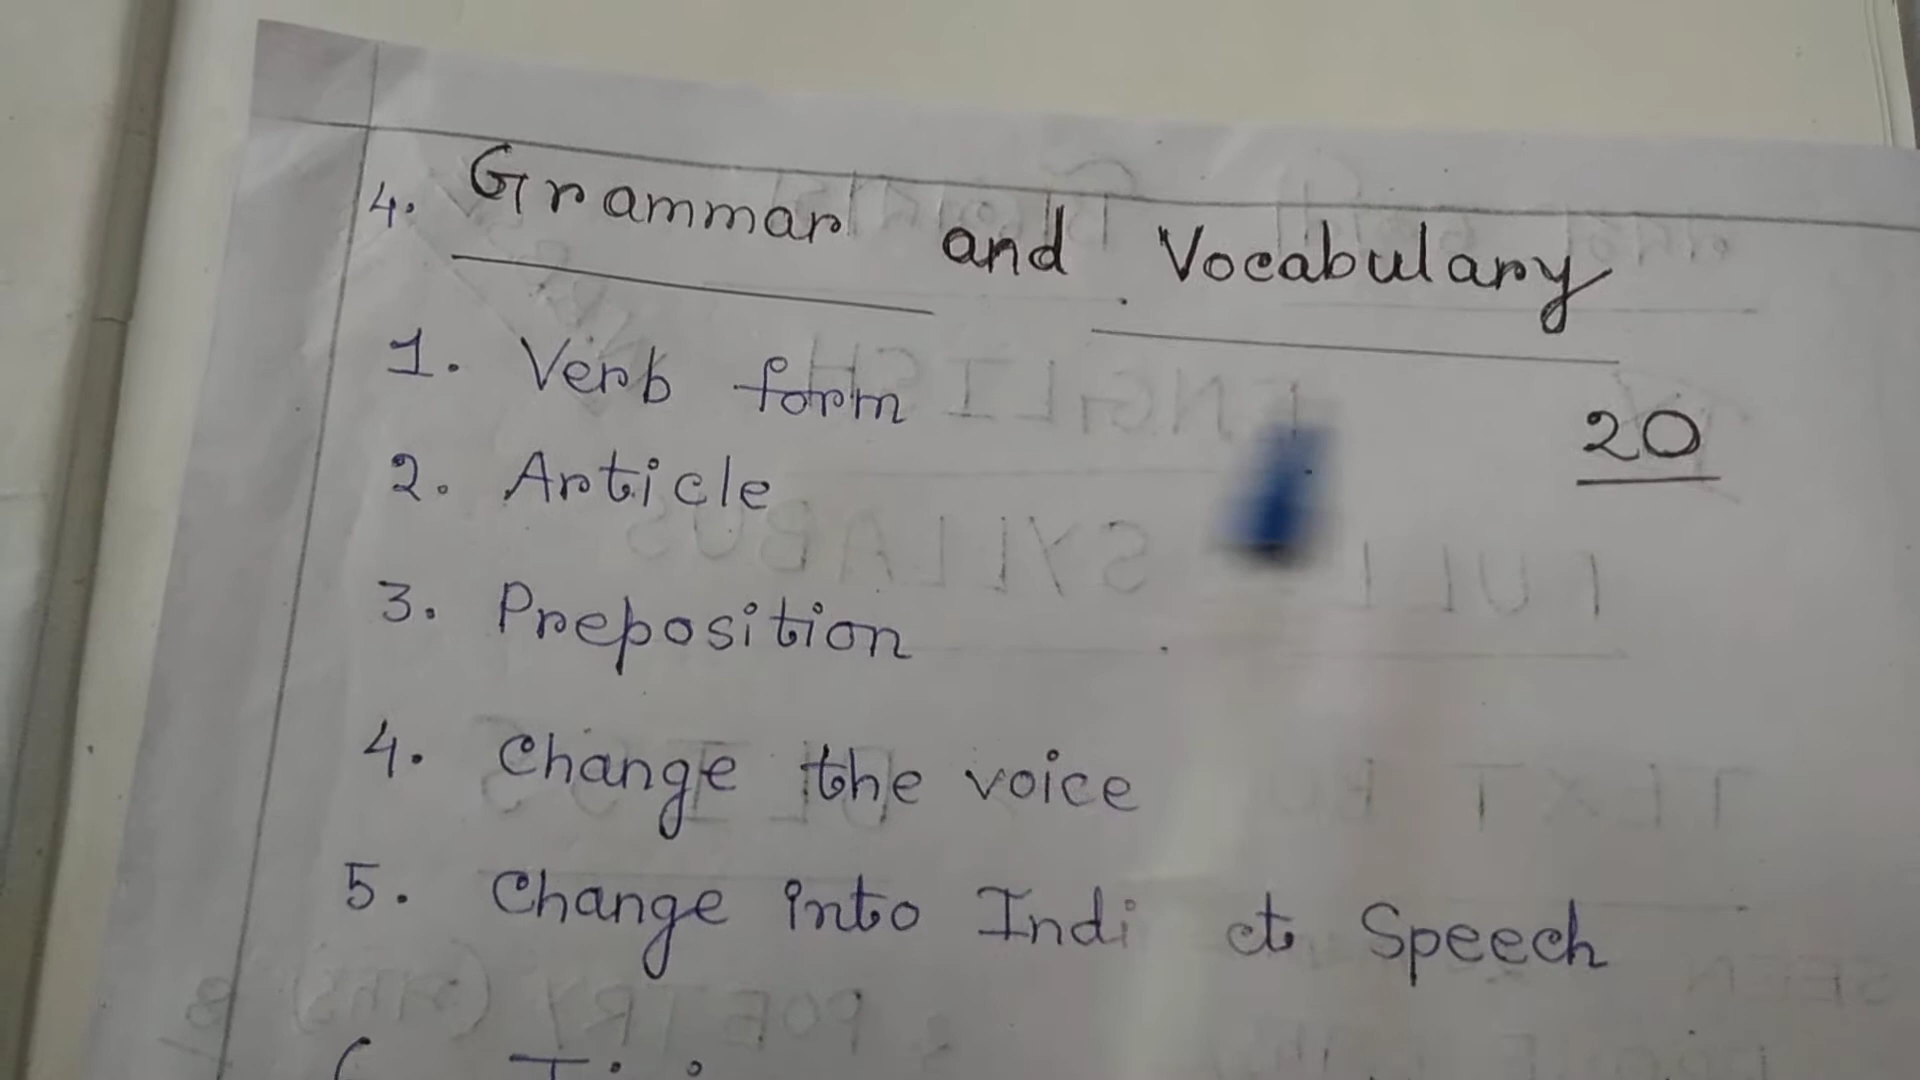 4. Grammar and Vocabulary
1. Verb form
20
2. Article
3. Preposition
4. Change the voice
5. Change into Indi ct Speech